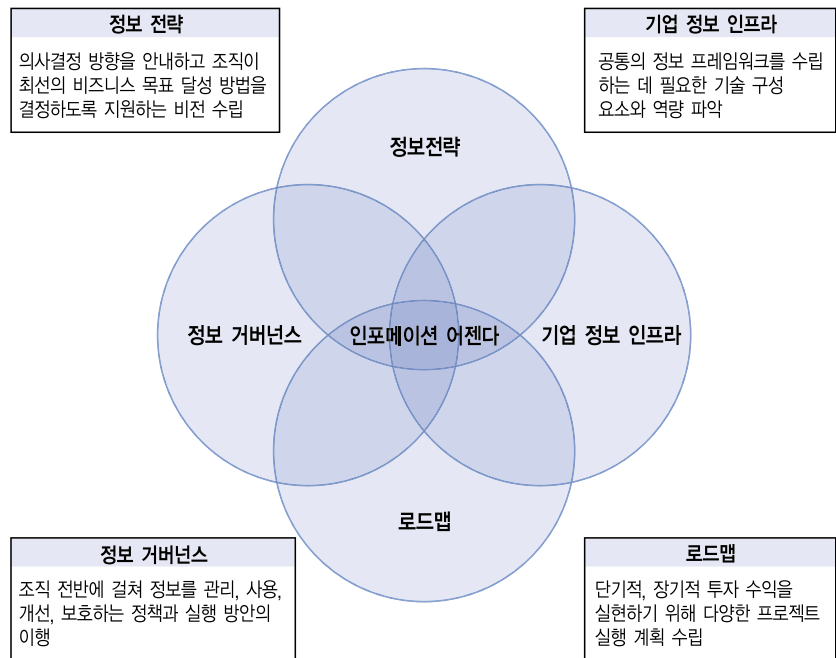 정보 전략
의사결정 방향을 안내하고 조직이
최선의 비즈니스 목표 달성 방법을
결정하도록 지원하는 비전 수립
기업 정보 인프라
공통의 정보 프레임워크를 수립
하는 데 필요한 기술 구성
요소와 역량 파악
정보전략
정보 거버넌스
인포메이션 어젠다
기업 정보 인프라
로드맵
정보 거버넌스
조직 전반에 걸쳐 정보를 관리, 사용,
개선, 보호하는 정책과 실행 방안의
이행
로드맵
단기적, 장기적 투자 수익을
실현하기 위해 다양한 프로젝트
실행 계획 수립